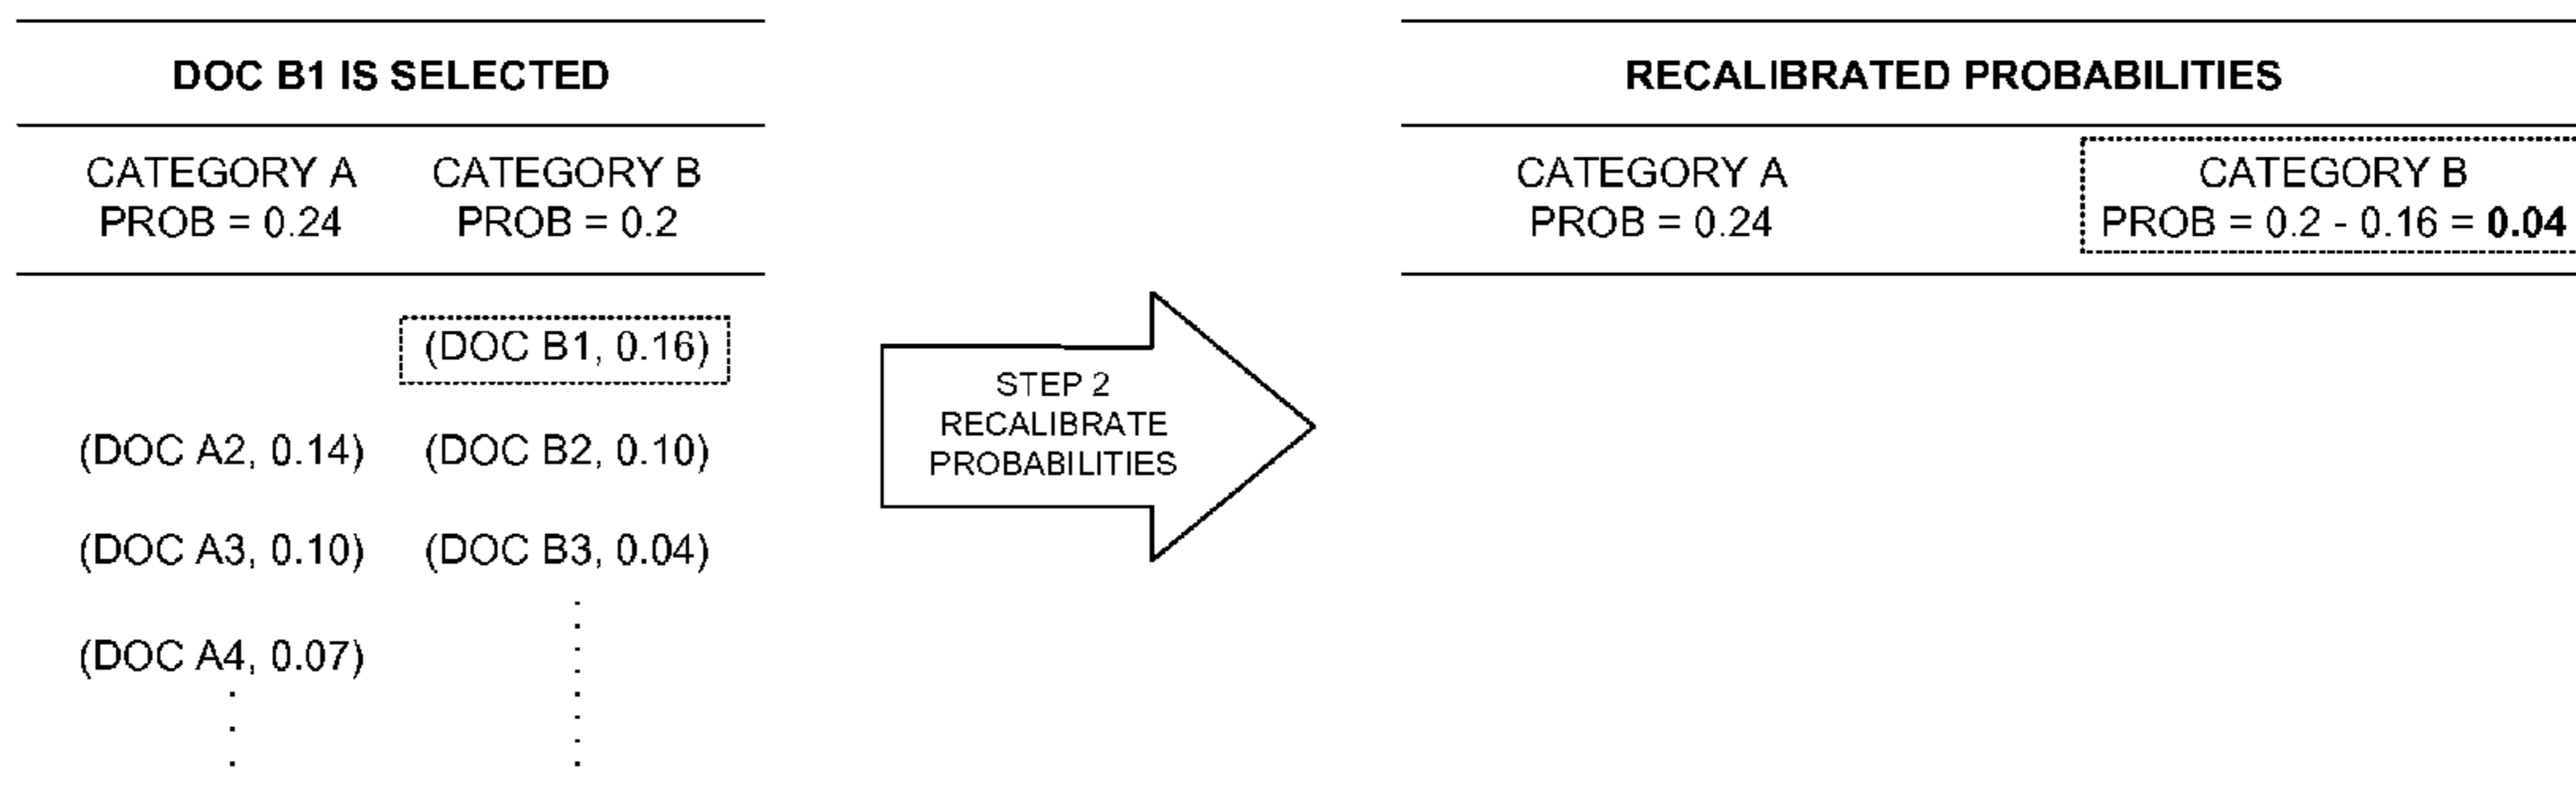 DOC B1 IS SELECTED
CATEGORY A CATEGORY B
PROB = 0.24 PROB = 0.2
(DOC B1, 0.16)
(DOC A2, 0.14) (DOC B2, 0.10)
(DOC A3, 0.10) (DOC B3, 0.04)
(DOC A4, 0.07)
STEP 2
RECALIBRATE
PROBABILITIES
RECALIBRATED PROBABILITIES
CATEGORY A CATEGORY B
PROB = 0.24 PROB = 0.2 - 0.16 = 0.04